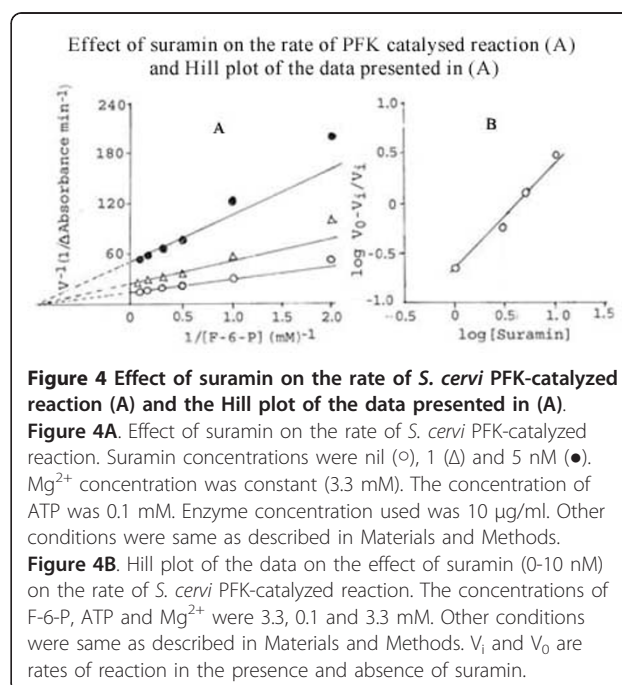 Effect of suramin on the rate of PFK catalysed reaction (A)
and Hill plot of the data presented in (A)
240
180
120
60
V⁻¹(1/ΔAbsorbance min⁻¹)
A
0 0.5 1.0 1.5 2.0
1/[F-6-P] (mM)⁻¹
B
1.0
0.5
0
-0.5
-1.0
log V₀-Vᵢ/Vᵢ
-0.5 0 0.5 1.0 1.5
log[Suramin]
Figure 4 Effect of suramin on the rate of S. cervi PFK-catalyzed
reaction (A) and the Hill plot of the data presented in (A).
Figure 4A. Effect of suramin on the rate of S. cervi PFK-catalyzed
reaction. Suramin concentrations were nil (○), 1 (Δ) and 5 nM (●).
Mg²⁺ concentration was constant (3.3 mM). The concentration of
ATP was 0.1 mM. Enzyme concentration used was 10 μg/ml. Other
conditions were same as described in Materials and Methods.
Figure 4B. Hill plot of the data on the effect of suramin (0-10 nM)
on the rate of S. cervi PFK-catalyzed reaction. The concentrations of
F-6-P, ATP and Mg²⁺ were 3.3, 0.1 and 3.3 mM. Other conditions
were same as described in Materials and Methods. Vᵢ and V₀ are
rates of reaction in the presence and absence of suramin.